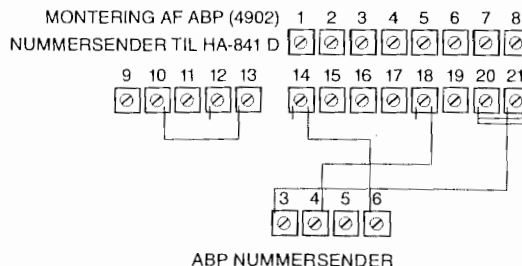 MONTERING AF ABP (4902) 1 2 3 4 5 6 7 8
NUMMERSENDER TIL HA-841 D
9 10 11 12 13 14 15 16 17 18 19 20 21
3 4 5 6
ABP NUMMERSENDER